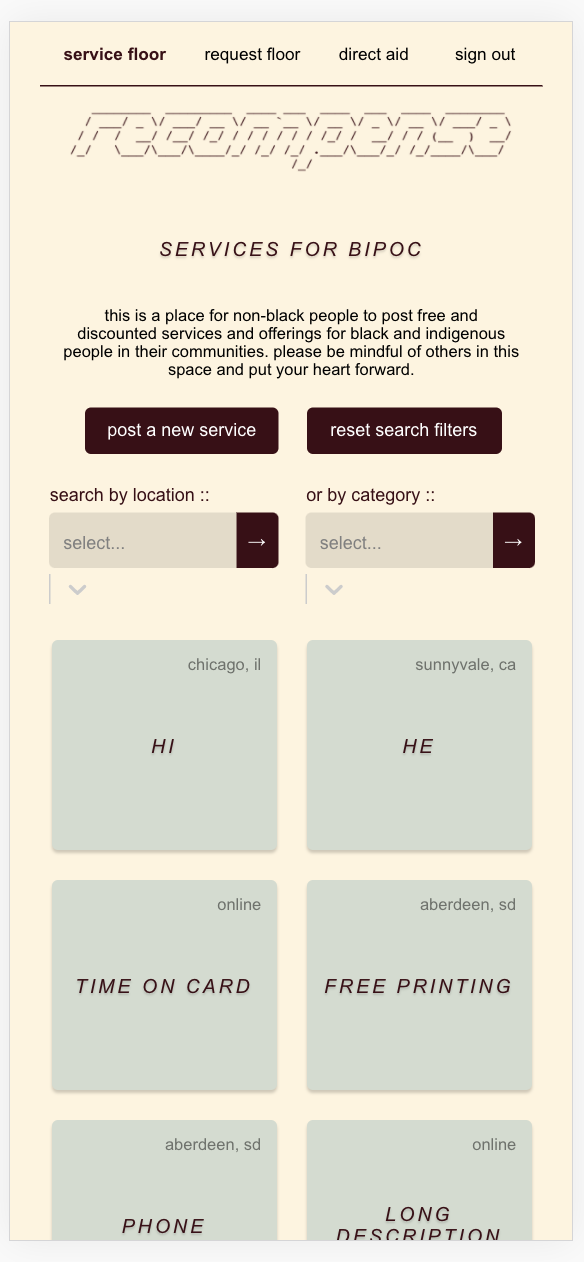 service floor request floor direct aid sign out
recompense
SERVICES FOR BIPOC
this is a place for non-black people to post free and
discounted services and offerings for black and indigenous
people in their communities. please be mindful of others in this
space and put your heart forward.
post a new service reset search filters
search by location :: or by category ::
select... → select... →
chicago, il sunnyvale, ca
HI HE
online aberdeen, sd
TIME ON CARD FREE PRINTING
aberdeen, sd online
PHONE LONG
DESCRIPTION